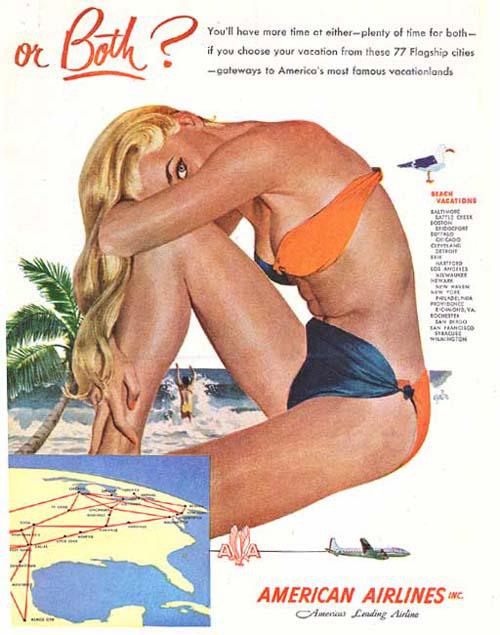 or Both?
You'll have more time at either—plenty of time for both—
if you choose your vacation from these 77 Flagship cities
—gateways to America's most famous vacationlands
BEACH
VACATIONS
BALTIMORE
BATTLE CREEK
BOSTON
BRIDGEPORT
BUFFALO
CHICAGO
CLEVELAND
DETROIT
ERIE
HARTFORD
LOS ANGELES
MILWAUKEE
NEWARK
NEW HAVEN
NEW YORK
PHILADELPHIA
PROVIDENCE
RICHMOND, VA.
ROCHESTER
SAN DIEGO
SAN FRANCISCO
SYRACUSE
WILMINGTON
DALLAS
MEXICO CITY
AA
AMERICAN AIRLINES INC.
America's Leading Airline